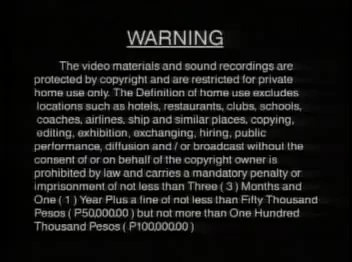 WARNING
The video materials and sound recordings are
protected by copyright and are restricted for private
home use only. The Definition of home use excludes
locations such as hotels, restaurants, clubs, schools,
coaches, airlines, ship and similar places, copying,
editing, exhibition, exchanging, hiring, public
performance, diffusion and / or broadcast without the
consent of or on behalf of the copyright owner is
prohibited by law and carries a mandatory penalty or
imprisonment of not less than Three ( 3 ) Months and
One ( 1 ) Year Plus a fine of not less than Fifty Thousand
Pesos ( P50,000.00 ) but not more than One Hundred
Thousand Pesos ( P100,000.00 )